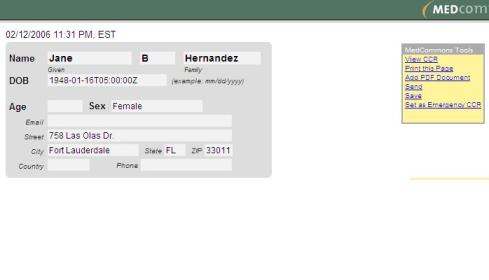 MEDcom
02/12/2006 11:31 PM, EST
MedCommons Tools
View CCR
Print this Page
Add PDF Document
Send
Save
Set as Emergency CCR
Name Jane B Hernandez
Given Family
DOB 1948-01-16T05:00:00Z (example: mm/dd/yyyy)
Age Sex Female
Email
Street 758 Las Olas Dr.
City Fort Lauderdale State FL ZIP 33011
Country Phone